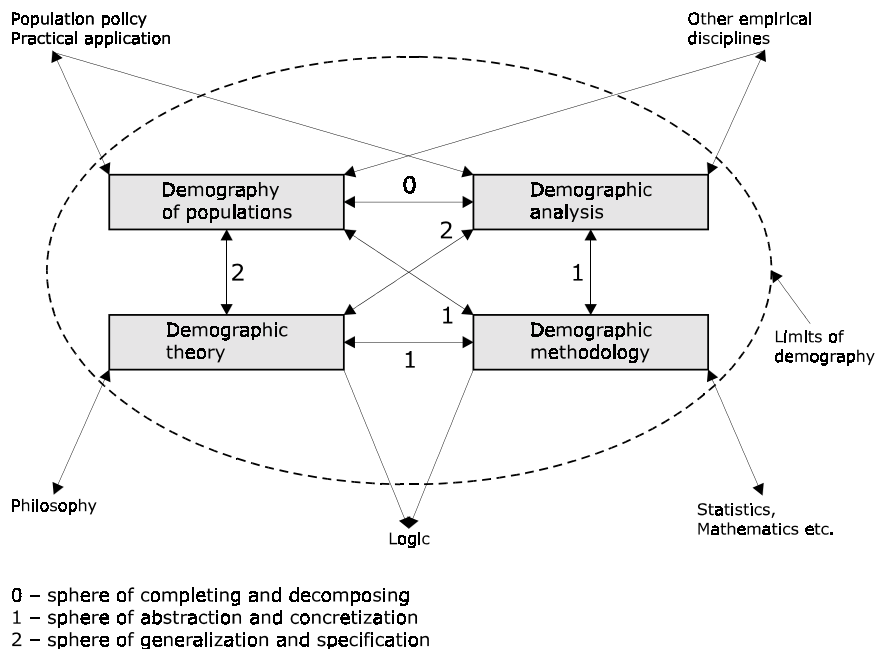 Population policy
Practical application
Other empirical
disciplines
Demography
of populations
0
Demographic
analysis
2
2
1
1
Demographic
theory
1
Demographic
methodology
Limits of
demography
Philosophy
Logic
Statistics,
Mathematics etc.
0 – sphere of completing and decomposing
1 – sphere of abstraction and concretization
2 – sphere of generalization and specification